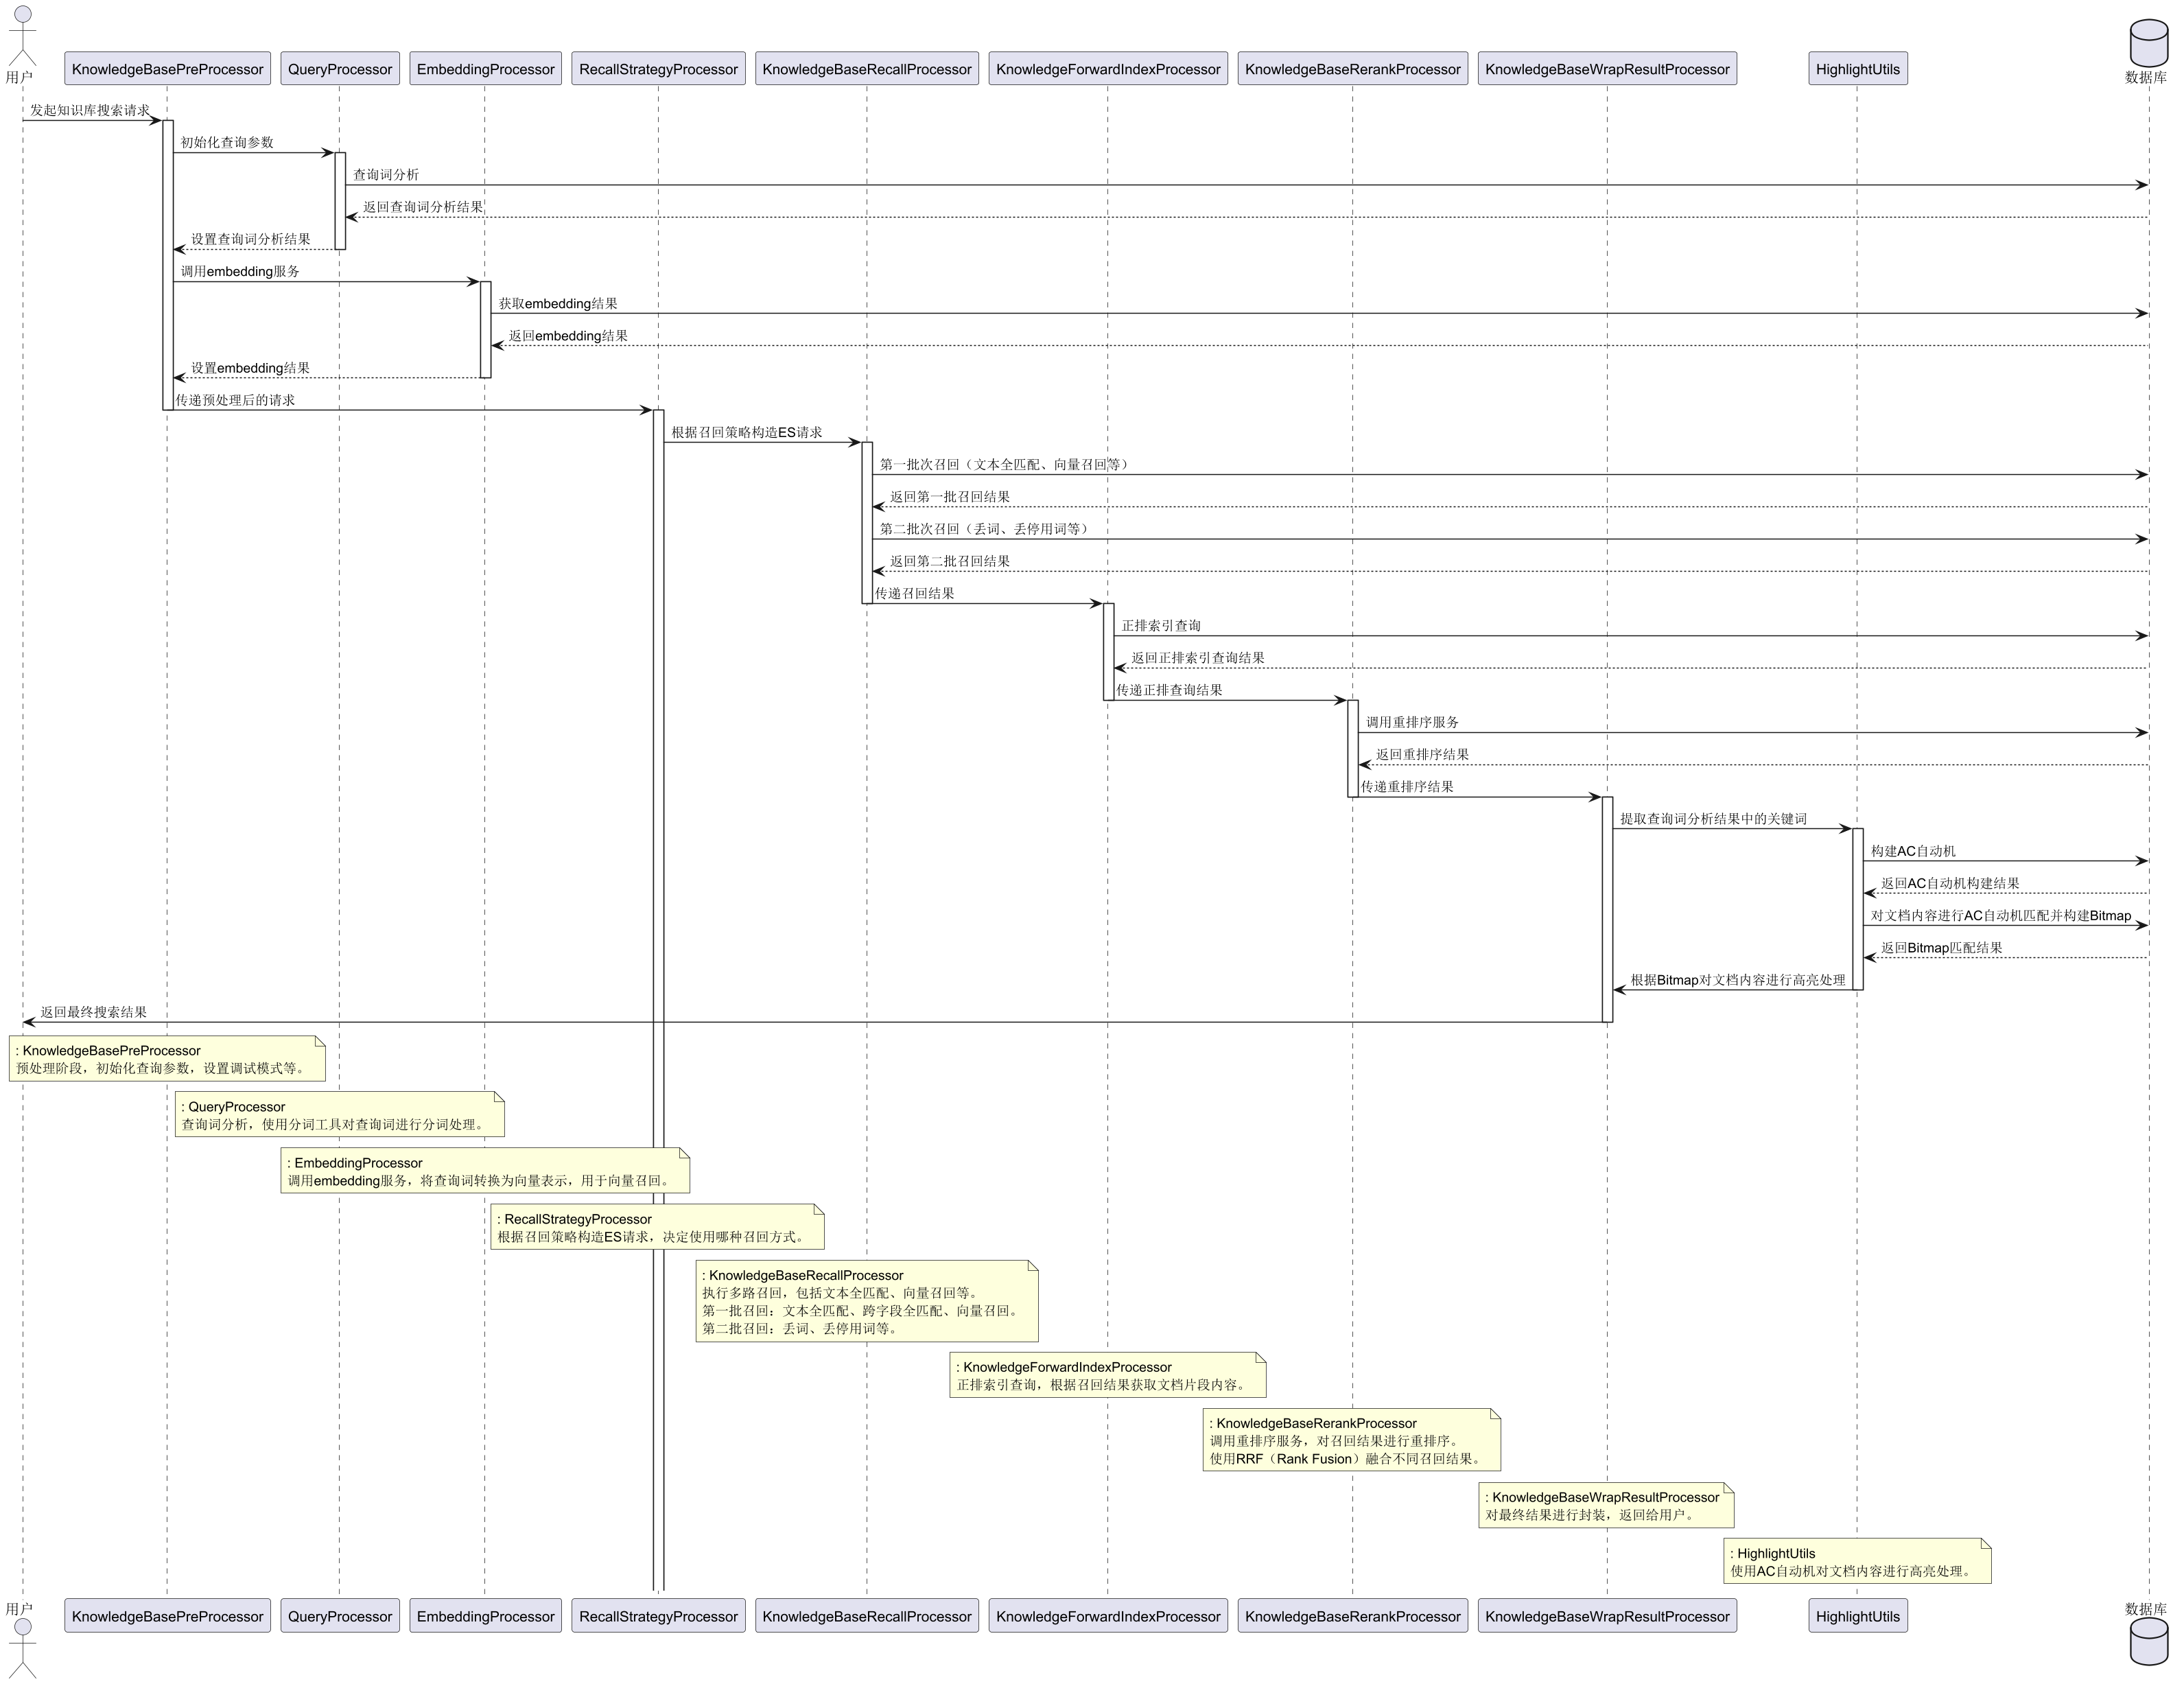 用户
KnowledgeBasePreProcessor
QueryProcessor
EmbeddingProcessor
RecallStrategyProcessor
KnowledgeBaseRecallProcessor
KnowledgeForwardIndexProcessor
KnowledgeBaseRerankProcessor
KnowledgeBaseWrapResultProcessor
HighlightUtils
数据库
发起知识库搜索请求
初始化查询参数
查询词分析
返回查询词分析结果
设置查询词分析结果
调用embedding服务
获取embedding结果
返回embedding结果
设置embedding结果
传递预处理后的请求
根据召回策略构造ES请求
第一批次召回（文本全匹配、向量召回等）
返回第一批召回结果
第二批次召回（丢词、丢停用词等）
返回第二批召回结果
传递召回结果
正排索引查询
返回正排索引查询结果
传递正排查询结果
调用重排序服务
返回重排序结果
传递重排序结果
提取查询词分析结果中的关键词
构建AC自动机
返回AC自动机构建结果
对文档内容进行AC自动机匹配并构建Bitmap
返回Bitmap匹配结果
根据Bitmap对文档内容进行高亮处理
返回最终搜索结果
: KnowledgeBasePreProcessor
预处理阶段，初始化查询参数，设置调试模式等。
: QueryProcessor
查询词分析，使用分词工具对查询词进行分词处理。
: EmbeddingProcessor
调用embedding服务，将查询词转换为向量表示，用于向量召回。
: RecallStrategyProcessor
根据召回策略构造ES请求，决定使用哪种召回方式。
: KnowledgeBaseRecallProcessor
执行多路召回，包括文本全匹配、向量召回等。
第一批召回：文本全匹配、跨字段全匹配、向量召回。
第二批召回：丢词、丢停用词等。
: KnowledgeForwardIndexProcessor
正排索引查询，根据召回结果获取文档片段内容。
: KnowledgeBaseRerankProcessor
调用重排序服务，对召回结果进行重排序。
使用RRF（Rank Fusion）融合不同召回结果。
: KnowledgeBaseWrapResultProcessor
对最终结果进行封装，返回给用户。
: HighlightUtils
使用AC自动机对文档内容进行高亮处理。
用户
KnowledgeBasePreProcessor
QueryProcessor
EmbeddingProcessor
RecallStrategyProcessor
KnowledgeBaseRecallProcessor
KnowledgeForwardIndexProcessor
KnowledgeBaseRerankProcessor
KnowledgeBaseWrapResultProcessor
HighlightUtils
数据库